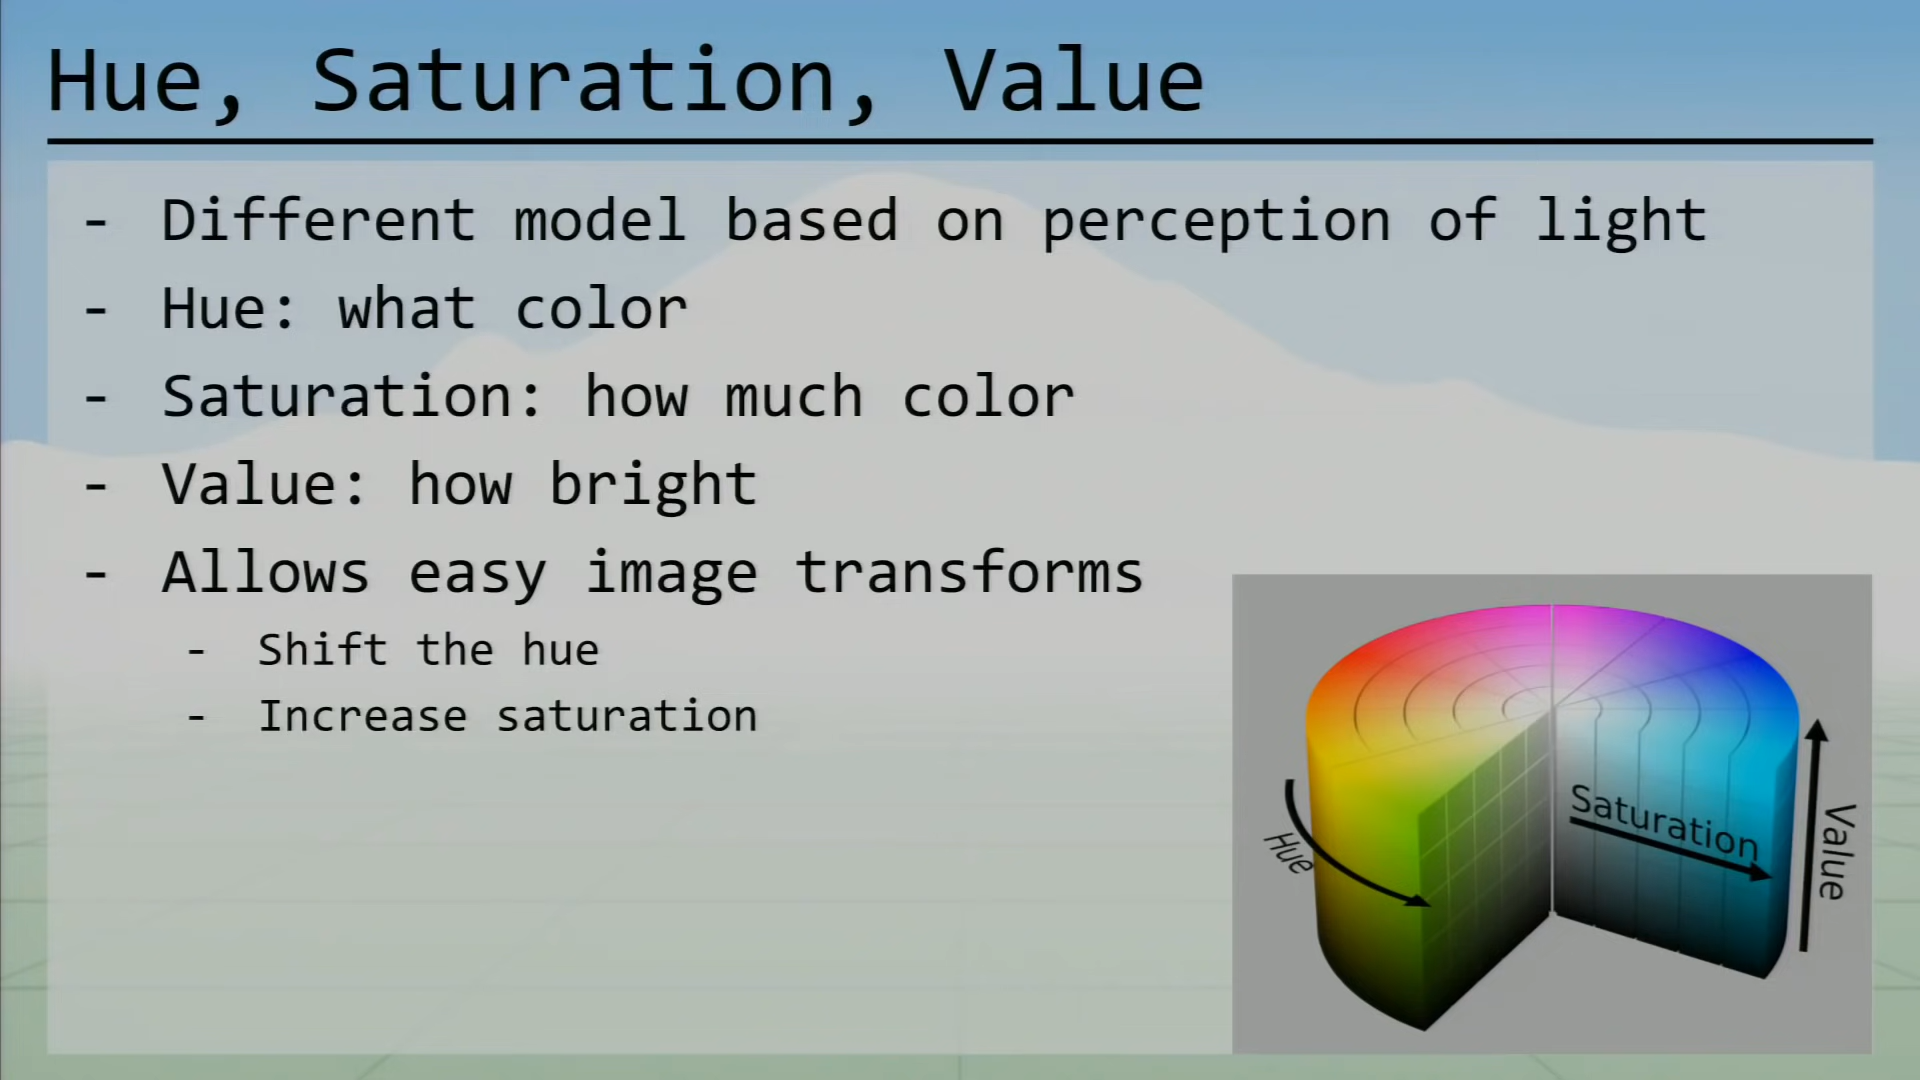 Hue, Saturation, Value
- Different model based on perception of light
- Hue: what color
- Saturation: how much color
- Value: how bright
- Allows easy image transforms
- Shift the hue
- Increase saturation
Saturation
Hue
Value